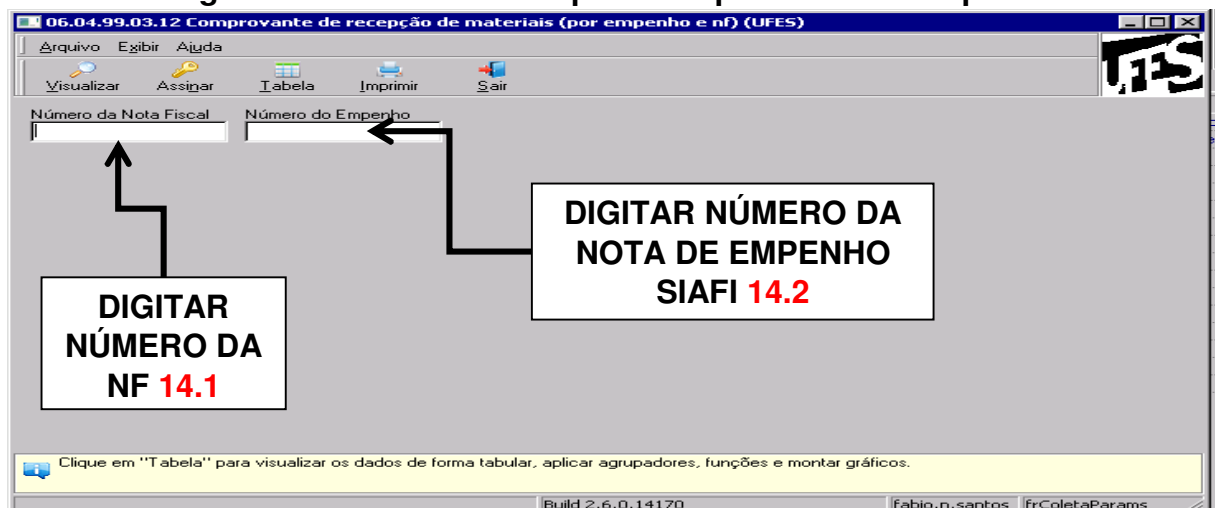 06.04.99.03.12 Comprovante de recepção de materiais (por empenho e nf) (UFES)
Arquivo Exibir Ajuda
Visualizar Assinar Tabela Imprimir Sair
UFES
Número da Nota Fiscal Número do Empenho
DIGITAR NÚMERO DA
NOTA DE EMPENHO
SIAFI 14.2
DIGITAR
NÚMERO DA
NF 14.1
Clique em "Tabela" para visualizar os dados de forma tabular, aplicar agrupadores, funções e montar gráficos.
Build 2.6.0.14170 fabio.n.santos frColetaParams